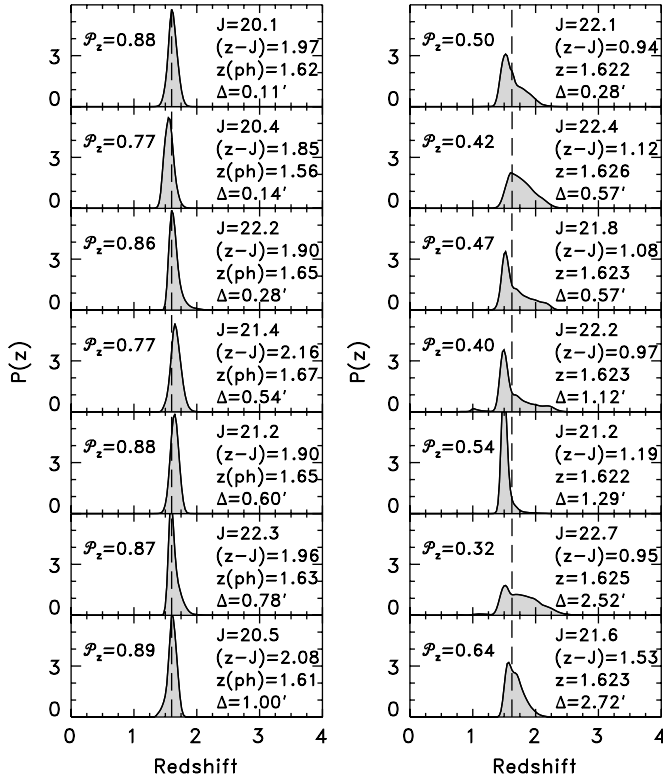 𝒫z=0.88
J=20.1
(z-J)=1.97
z(ph)=1.62
Δ=0.11'
3
0
𝒫z=0.77
J=20.4
(z-J)=1.85
z(ph)=1.56
Δ=0.14'
3
0
𝒫z=0.86
J=22.2
(z-J)=1.90
z(ph)=1.65
Δ=0.28'
3
0
𝒫z=0.77
J=21.4
(z-J)=2.16
z(ph)=1.67
Δ=0.54'
3
0
𝒫z=0.88
J=21.2
(z-J)=1.90
z(ph)=1.65
Δ=0.60'
3
0
𝒫z=0.87
J=22.3
(z-J)=1.96
z(ph)=1.63
Δ=0.78'
3
0
𝒫z=0.89
J=20.5
(z-J)=2.08
z(ph)=1.61
Δ=1.00'
3
P(z)
0 1 2 3 4
Redshift
𝒫z=0.50
J=22.1
(z-J)=0.94
z=1.622
Δ=0.28'
3
0
𝒫z=0.42
J=22.4
(z-J)=1.12
z=1.626
Δ=0.57'
3
0
𝒫z=0.47
J=21.8
(z-J)=1.08
z=1.623
Δ=0.57'
3
0
𝒫z=0.40
J=22.2
(z-J)=0.97
z=1.623
Δ=1.12'
3
0
𝒫z=0.54
J=21.2
(z-J)=1.19
z=1.622
Δ=1.29'
3
0
𝒫z=0.32
J=22.7
(z-J)=0.95
z=1.625
Δ=2.52'
3
0
𝒫z=0.64
J=21.6
(z-J)=1.53
z=1.623
Δ=2.72'
3
P(z)
0 1 2 3 4
Redshift